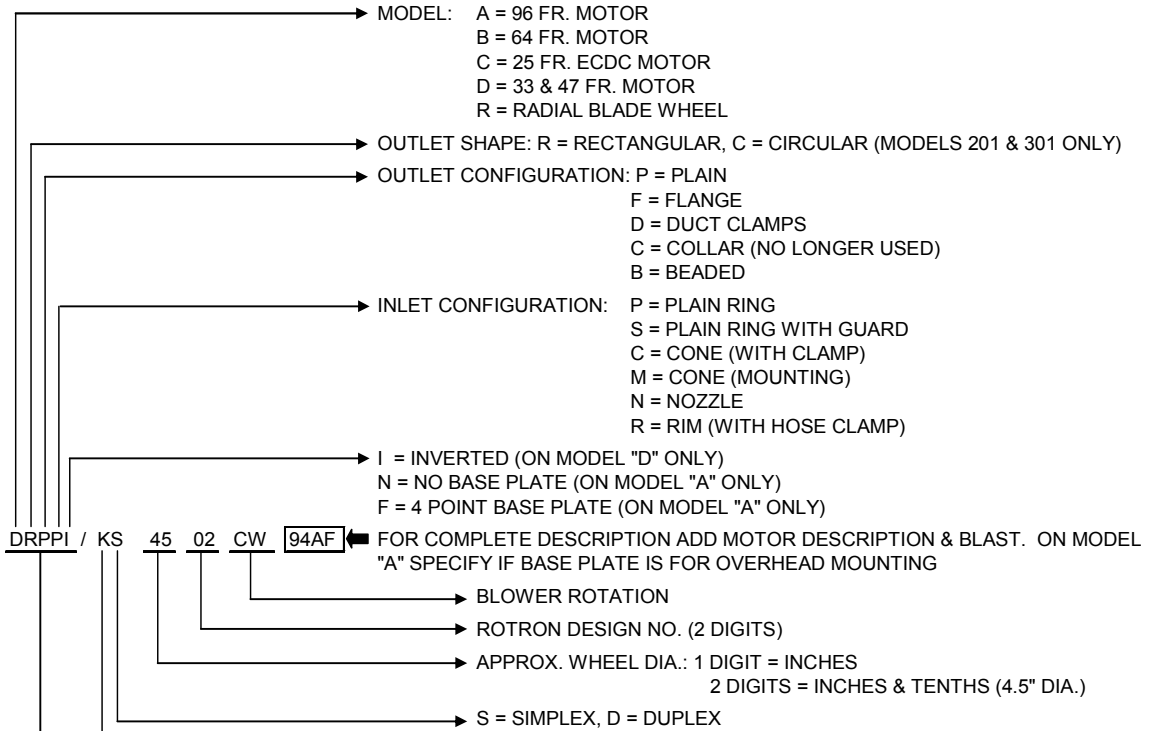 MODEL: A = 96 FR. MOTOR
B = 64 FR. MOTOR
C = 25 FR. ECDC MOTOR
D = 33 & 47 FR. MOTOR
R = RADIAL BLADE WHEEL
OUTLET SHAPE: R = RECTANGULAR, C = CIRCULAR (MODELS 201 & 301 ONLY)
OUTLET CONFIGURATION: P = PLAIN
F = FLANGE
D = DUCT CLAMPS
C = COLLAR (NO LONGER USED)
B = BEADED
INLET CONFIGURATION: P = PLAIN RING
S = PLAIN RING WITH GUARD
C = CONE (WITH CLAMP)
M = CONE (MOUNTING)
N = NOZZLE
R = RIM (WITH HOSE CLAMP)
I = INVERTED (ON MODEL "D" ONLY)
N = NO BASE PLATE (ON MODEL "A" ONLY)
F = 4 POINT BASE PLATE (ON MODEL "A" ONLY)
DRPPI / KS 45 02 CW 94AF FOR COMPLETE DESCRIPTION ADD MOTOR DESCRIPTION & BLAST. ON MODEL
"A" SPECIFY IF BASE PLATE IS FOR OVERHEAD MOUNTING
BLOWER ROTATION
ROTRON DESIGN NO. (2 DIGITS)
APPROX. WHEEL DIA.: 1 DIGIT = INCHES
2 DIGITS = INCHES & TENTHS (4.5" DIA.)
S = SIMPLEX, D = DUPLEX